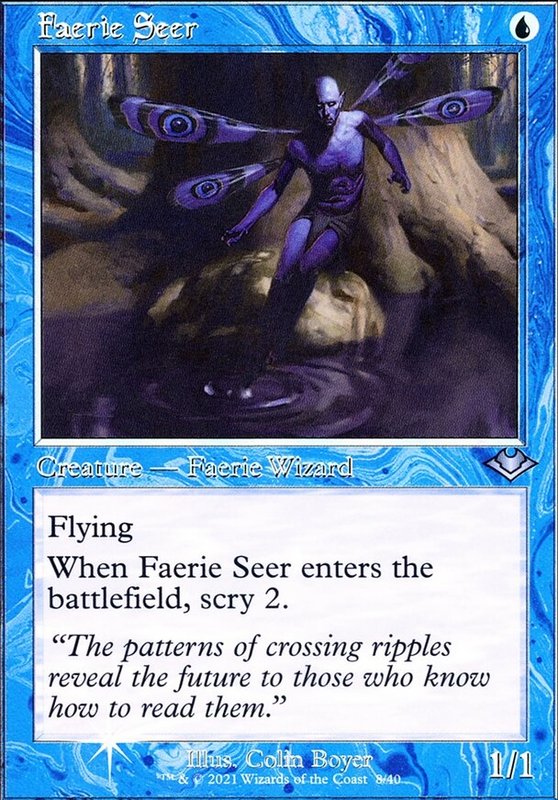 Faerie Seer
Creature — Faerie Wizard
Flying
When Faerie Seer enters the
battlefield, scry 2.
“The patterns of crossing ripples
reveal the future to those who know
how to read them.”
Illus. Colin Boyer
™ & © 2021 Wizards of the Coast 8/40
1/1